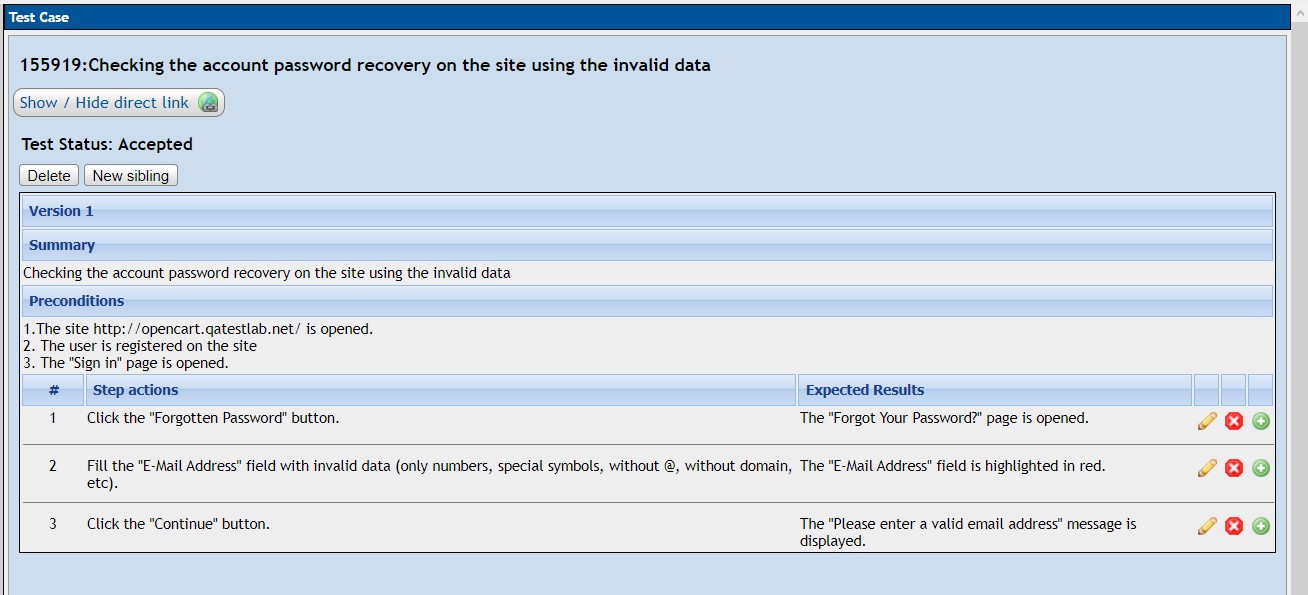 Test Case
155919:Checking the account password recovery on the site using the invalid data
Show / Hide direct link
Test Status: Accepted
Delete New sibling
Version 1
Summary
Checking the account password recovery on the site using the invalid data
Preconditions
1.The site http://opencart.qatestlab.net/ is opened.
2. The user is registered on the site
3. The "Sign in" page is opened.
# Step actions Expected Results
1 Click the "Forgotten Password" button. The "Forgot Your Password?" page is opened.
2 Fill the "E-Mail Address" field with invalid data (only numbers, special symbols, without @, without domain, The "E-Mail Address" field is highlighted in red.
etc).
3 Click the "Continue" button. The "Please enter a valid email address" message is
displayed.